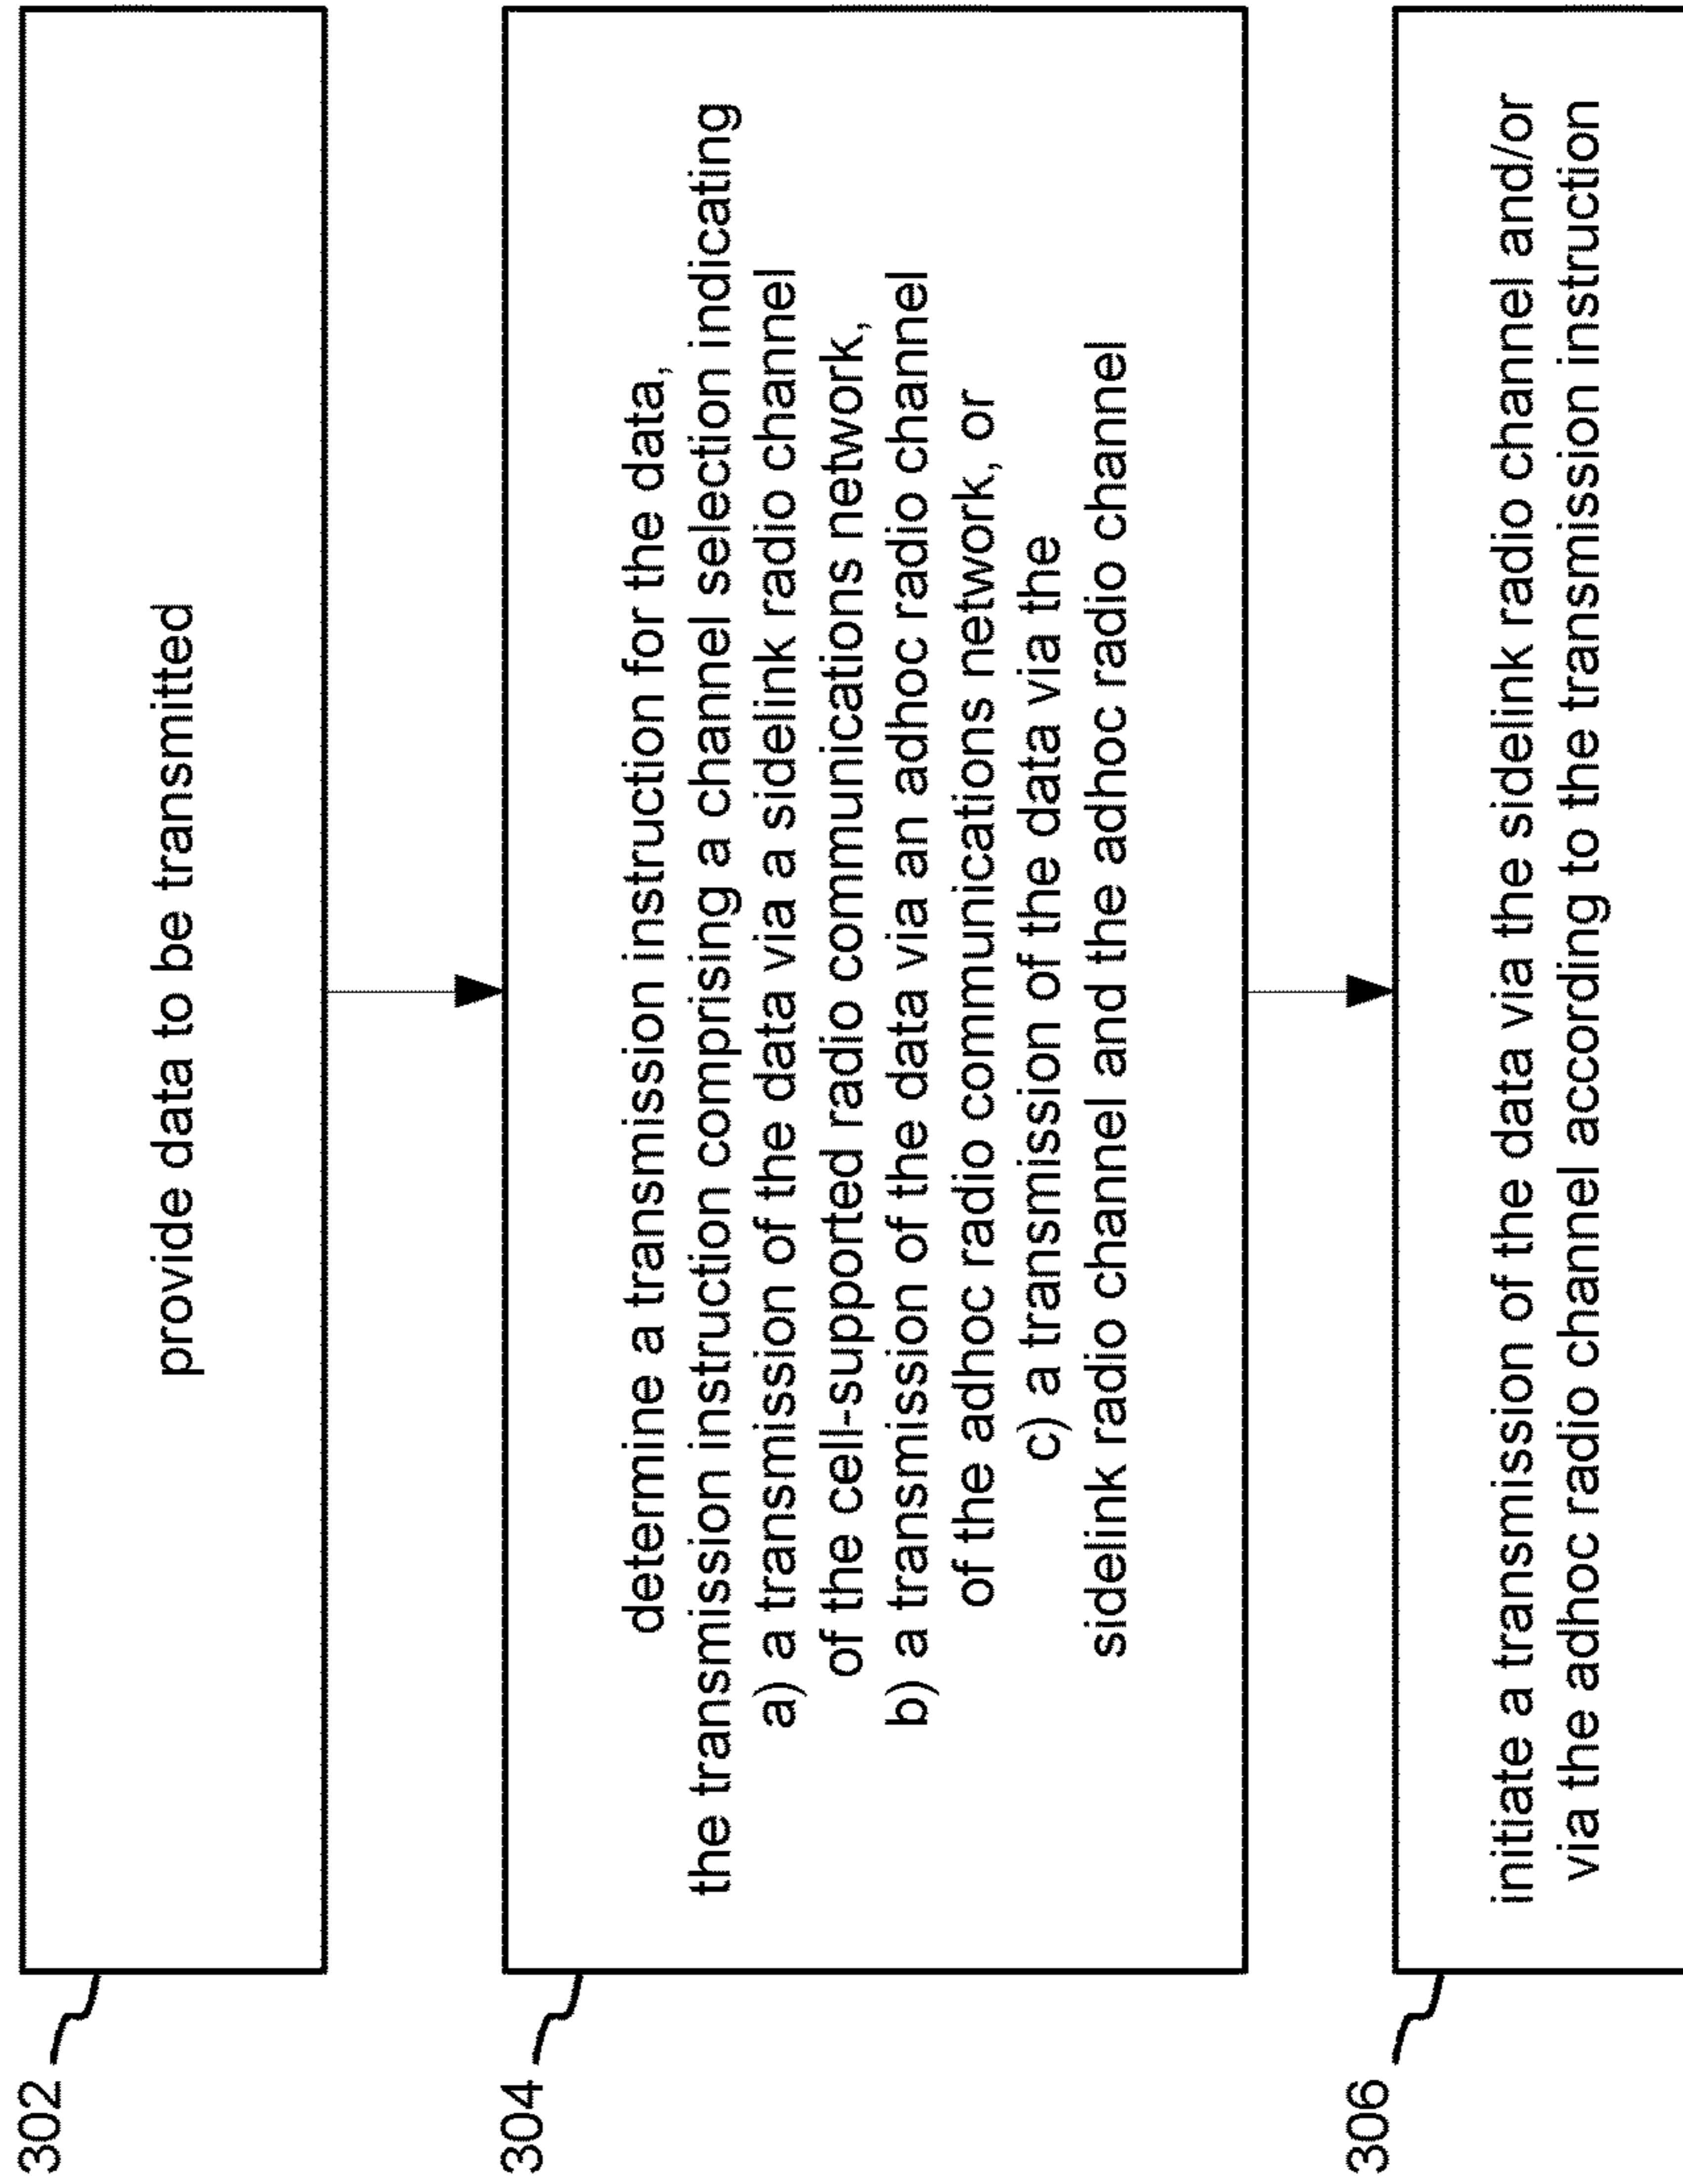 302
provide data to be transmitted
304
determine a transmission instruction for the data,
the transmission instruction comprising a channel selection indicating
a) a transmission of the data via a sidelink radio channel
of the cell-supported radio communications network,
b) a transmission of the data via an adhoc radio channel
of the adhoc radio communications network, or
c) a transmission of the data via the
sidelink radio channel and the adhoc radio channel
306
initiate a transmission of the data via the sidelink radio channel and/or
via the adhoc radio channel according to the transmission instruction